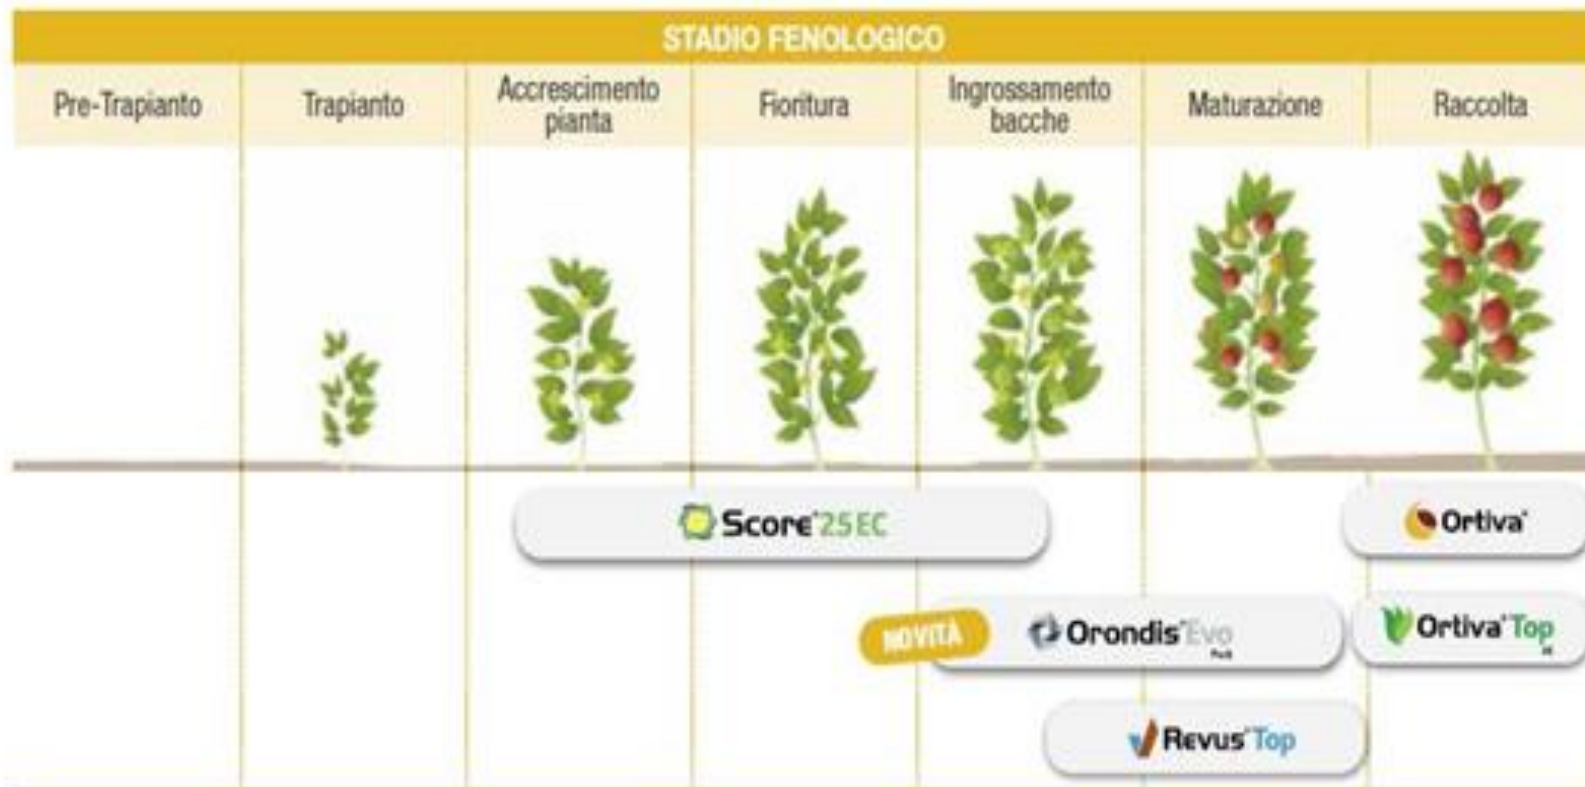 STADIO FENOLOGICO
Pre-Trapianto
Trapianto
Accrescimento
pianta
Fioritura
Ingrossamento
bacche
Maturazione
Raccolta
Score® 25 EC
Ortiva®
NOVITÀ
Orondis® Evo
Ortiva® Top
Revus® Top